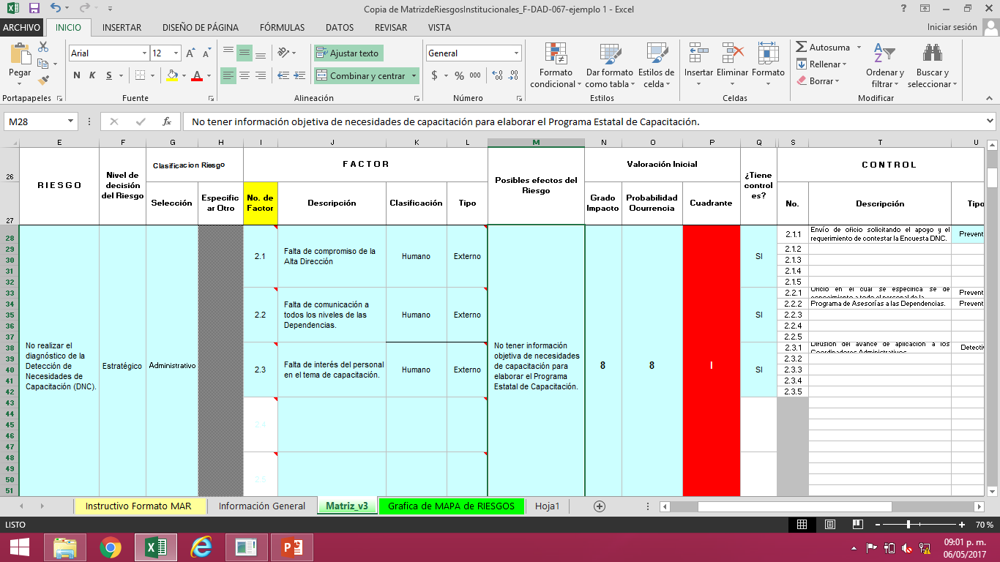 Copia de MatrizdeRiesgosInstitucionales_F-DAD-067-ejemplo 1 - Excel
ARCHIVO INICIO INSERTAR DISEÑO DE PÁGINA FÓRMULAS DATOS REVISAR VISTA Iniciar sesión
Arial 12 Ajustar texto General Autosuma
Pegar N K S Combinar y centrar $ % 000 Formato condicional Dar formato como tabla Estilos de celda Insertar Eliminar Formato Rellenar Borrar Ordenar y filtrar Buscar y seleccionar
Portapapeles Fuente Alineación Número Estilos Celdas Modificar
M28 fx No tener información objetiva de necesidades de capacitación para elaborar el Programa Estatal de Capacitación.
E F G H I J K L M N O P Q S T U
26
27
RIESGO
Nivel de
decisión
del Riesgo
Clasificacion Riesgo
Selección
Especific
ar Otro
FACTOR
No. de
Factor
Descripción
Clasificación
Tipo
Posibles efectos del
Riesgo
Valoración Inicial
Grado
Impacto
Probabilidad
Ocurrencia
Cuadrante
¿Tiene
control
es?
CONTROL
No.
Descripción
Tipo
28
29
30
31
32
33
34
35
36
37
38
39
40
41
42
43
44
45
46
47
48
49
50
51
No realizar el
diagnóstico de la
Detección de
Necesidades de
Capacitación (DNC).
Estratégico
Administrativo
2.1
Falta de compromiso de la
Alta Dirección
Humano
Externo
2.2
Falta de comunicación a
todos los niveles de las
Dependencias.
Humano
Externo
2.3
Falta de interés del personal
en el tema de capacitación.
Humano
Externo
2.4
2.5
No tener información
objetiva de necesidades
de capacitación para
elaborar el Programa
Estatal de Capacitación.
8
8
I
SI
SI
SI
2.1.1
Envío de oficio solicitando el apoyo y el
requerimiento de contestar la Encuesta DNC.
Prevent
2.1.2
2.1.3
2.1.4
2.1.5
2.2.1
Oficio en el cual se especifica se de
conocimiento a todo el personal de la
Prevent
2.2.2
Programa de Asesorías a las Dependencias.
Prevent
2.2.3
2.2.4
2.2.5
2.3.1
Difusión del avance de aplicación a los
Coordinadores Administrativos
Detecti
2.3.2
2.3.3
2.3.4
2.3.5
Instructivo Formato MAR Información General Matriz_v3 Grafica de MAPA de RIESGOS Hoja1
LISTO 70 %
09:01 p. m.
06/05/2017